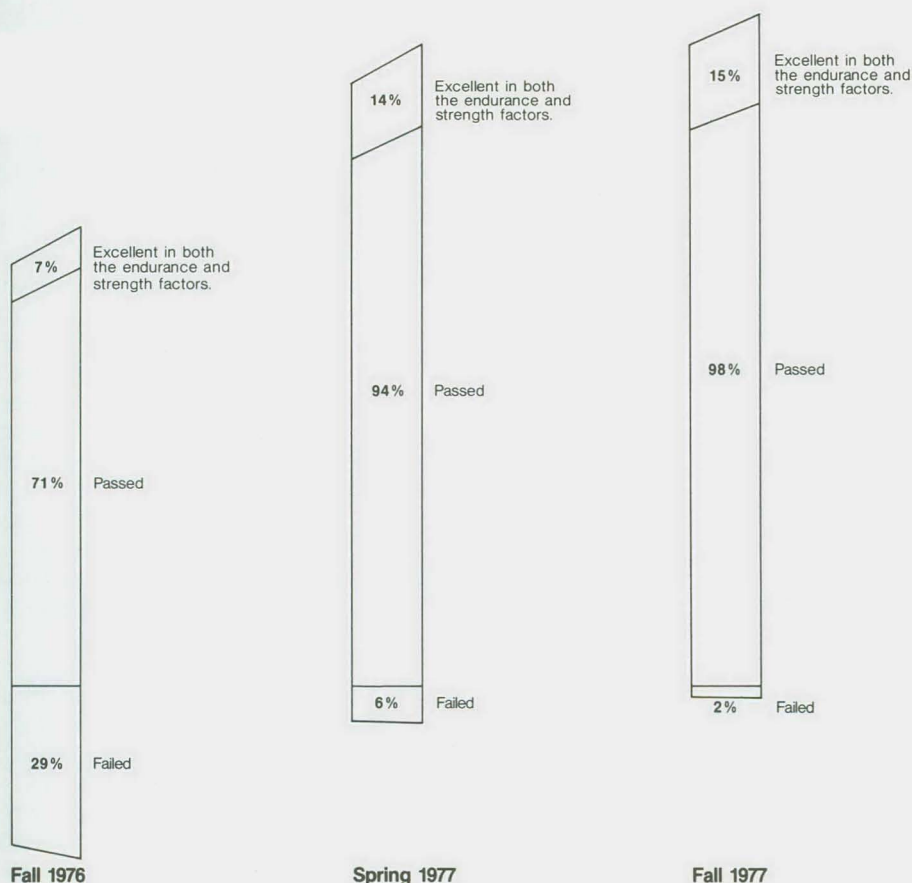 7%
Excellent in both
the endurance and
strength factors.
71%
Passed
29%
Failed
Fall 1976
14%
Excellent in both
the endurance and
strength factors.
94%
Passed
6%
Failed
Spring 1977
15%
Excellent in both
the endurance and
strength factors.
98%
Passed
2%
Failed
Fall 1977